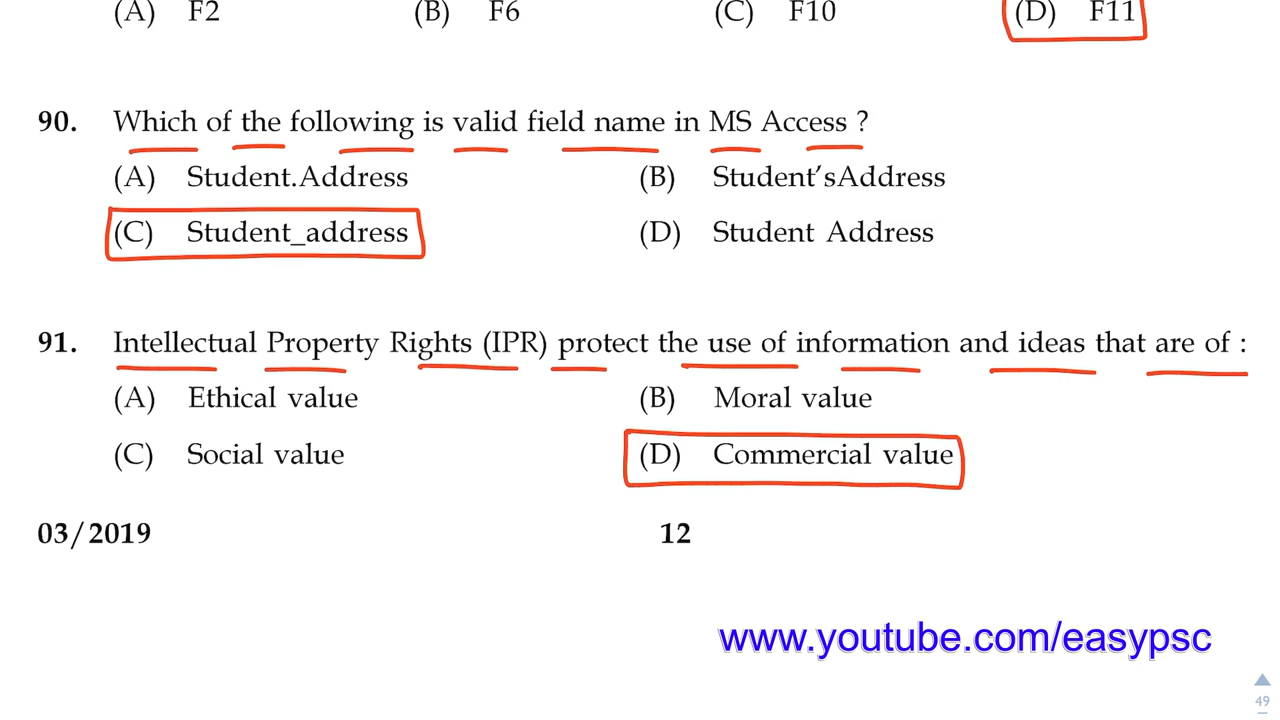 (A) F2 (B) F6 (C) F10 (D) F11
90. Which of the following is valid field name in MS Access ?
(A) Student.Address (B) Student’sAddress
(C) Student_address (D) Student Address
91. Intellectual Property Rights (IPR) protect the use of information and ideas that are of :
(A) Ethical value (B) Moral value
(C) Social value (D) Commercial value
03/2019 12
www.youtube.com/easypsc
49